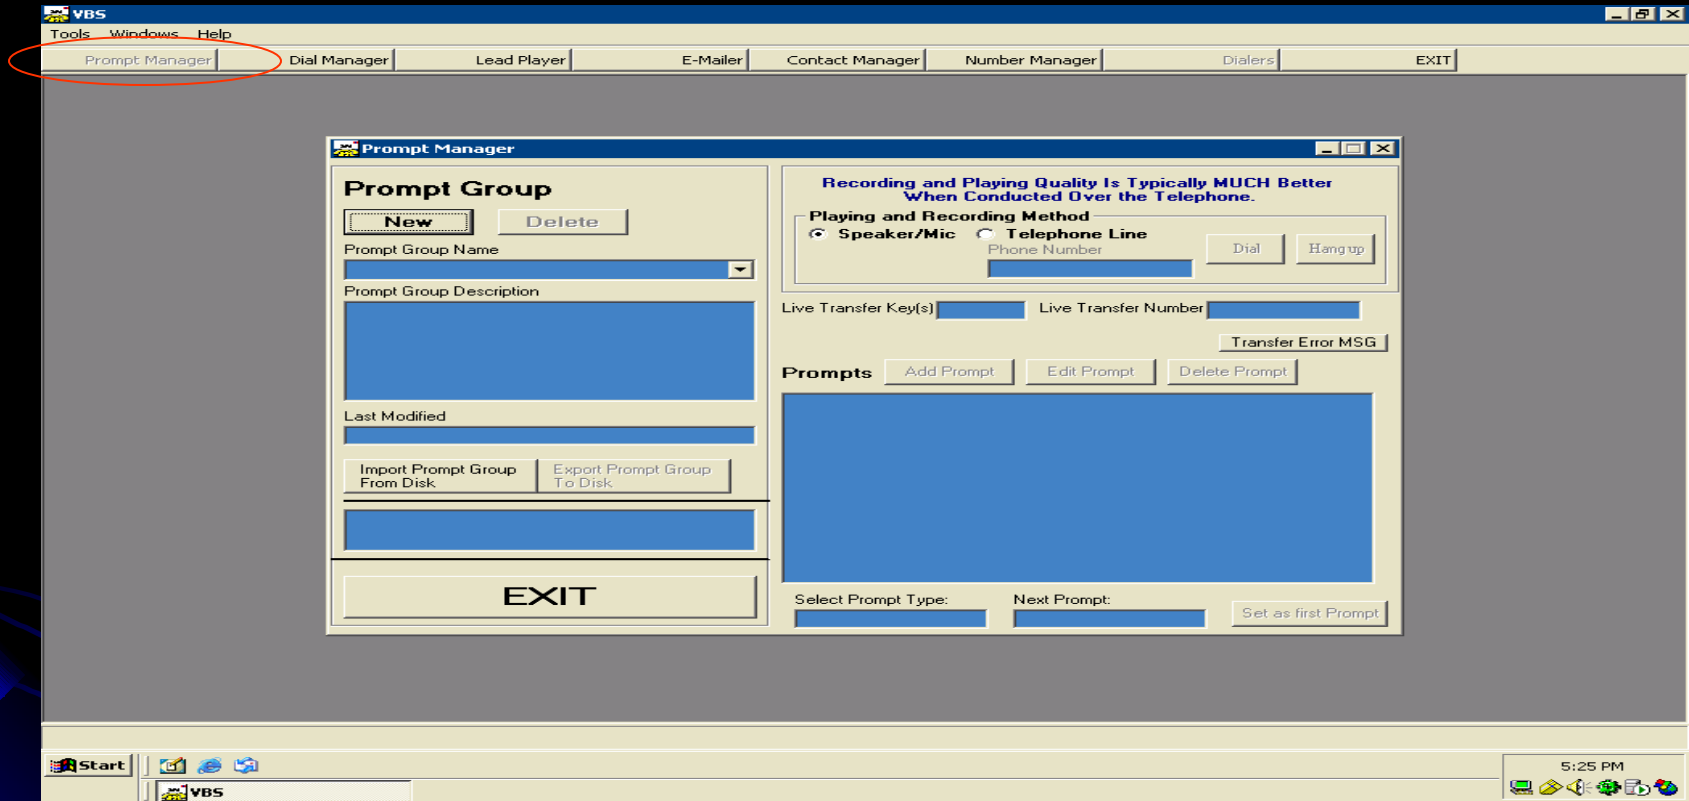 VBS
Tools Windows Help
Prompt Manager Dial Manager Lead Player E-Mailer Contact Manager Number Manager Dialers EXIT
Prompt Manager
Prompt Group
New Delete
Prompt Group Name
Prompt Group Description
Last Modified
Import Prompt Group From Disk
Export Prompt Group To Disk
EXIT
Recording and Playing Quality Is Typically MUCH Better
When Conducted Over the Telephone.
Playing and Recording Method
Speaker/Mic Telephone Line
Phone Number
Dial Hangup
Live Transfer Key(s) Live Transfer Number
Transfer Error MSG
Prompts Add Prompt Edit Prompt Delete Prompt
Select Prompt Type: Next Prompt:
Set as first Prompt
Start
5:25 PM
VBS